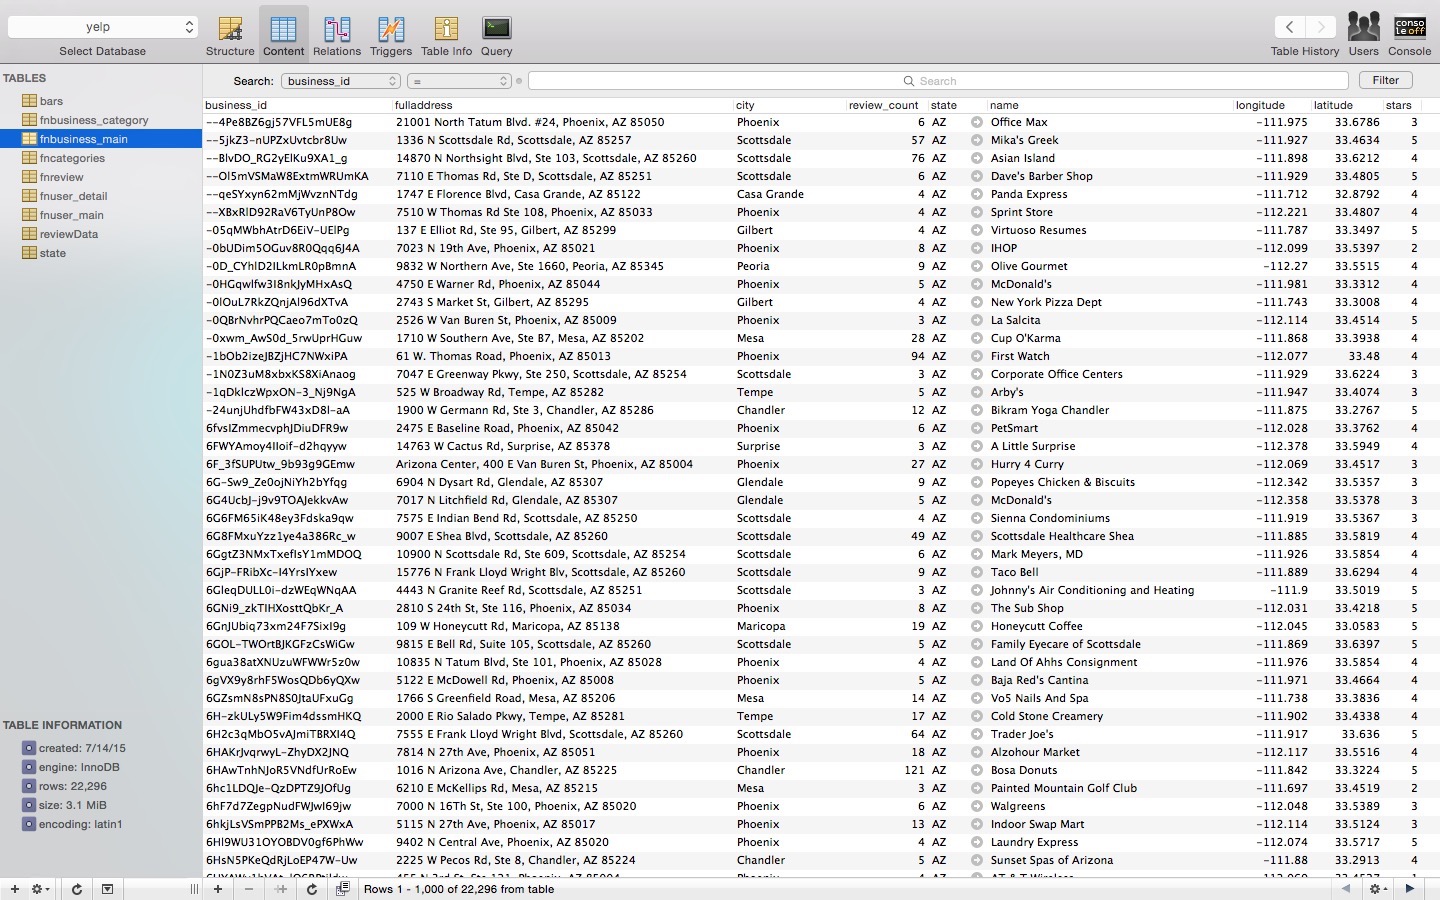 yelp
Select Database
Structure Content Relations Triggers Table Info Query
Table History Users Console
conso
le off
TABLES
bars
fnbusiness_category
fnbusiness_main
fncategories
fnreview
fnuser_detail
fnuser_main
reviewData
state
TABLE INFORMATION
created: 7/14/15
engine: InnoDB
rows: 22,296
size: 3.1 MiB
encoding: latin1
Search: business_id = Search Filter
business_id fulladdress city review_count state name longitude latitude stars
--4Pe8BZ6gj57VFL5mUE8g 21001 North Tatum Blvd. #24, Phoenix, AZ 85050 Phoenix 6 AZ Office Max -111.975 33.6786 3
--5jkZ3-nUPZxUvtcbr8Uw 1336 N Scottsdale Rd, Scottsdale, AZ 85257 Scottsdale 57 AZ Mika's Greek -111.927 33.4634 5
--BlvDO_RG2yElKu9XA1_g 14870 N Northsight Blvd, Ste 103, Scottsdale, AZ 85260 Scottsdale 76 AZ Asian Island -111.898 33.6212 4
--Ol5mVSMaW8ExtmWRUmKA 7110 E Thomas Rd, Ste D, Scottsdale, AZ 85251 Scottsdale 6 AZ Dave's Barber Shop -111.929 33.4805 5
--qeSYxyn62mMjWvznNTdg 1747 E Florence Blvd, Casa Grande, AZ 85122 Casa Grande 4 AZ Panda Express -111.712 32.8792 4
--XBxRlD92RaV6TyUnP8Ow 7510 W Thomas Rd Ste 108, Phoenix, AZ 85033 Phoenix 4 AZ Sprint Store -112.221 33.4807 4
-05qMWbhAtrD6EiV-UElPg 137 E Elliot Rd, Ste 95, Gilbert, AZ 85299 Gilbert 4 AZ Virtuoso Resumes -111.787 33.3497 5
-0bUDim5OGuv8R0Qqq6J4A 7023 N 19th Ave, Phoenix, AZ 85021 Phoenix 8 AZ IHOP -112.099 33.5397 2
-0D_CYhlD2ILkmLR0pBmnA 9832 W Northern Ave, Ste 1660, Peoria, AZ 85345 Peoria 9 AZ Olive Gourmet -112.27 33.5515 4
-0HGqwlfw3I8nkJyMHxAsQ 4750 E Warner Rd, Phoenix, AZ 85044 Phoenix 5 AZ McDonald's -111.981 33.3312 4
-0lOuL7RkZQnjAl96dXTvA 2743 S Market St, Gilbert, AZ 85295 Gilbert 4 AZ New York Pizza Dept -111.743 33.3008 4
-0QBrNvhrPQCaeo7mTo0zQ 2526 W Van Buren St, Phoenix, AZ 85009 Phoenix 3 AZ La Salcita -112.114 33.4514 5
-0xwm_AwS0d_5rwUprHGuw 1710 W Southern Ave, Ste B7, Mesa, AZ 85202 Mesa 28 AZ Cup O'Karma -111.868 33.3938 4
-1bOb2izeJBZjHC7NWxiPA 61 W. Thomas Road, Phoenix, AZ 85013 Phoenix 94 AZ First Watch -112.077 33.48 4
-1N0Z3uM8xbxKS8XiAnaog 7047 E Greenway Pkwy, Ste 250, Scottsdale, AZ 85254 Scottsdale 3 AZ Corporate Office Centers -111.929 33.6224 3
-1qDkIczWpxON-3_Nj9NgA 525 W Broadway Rd, Tempe, AZ 85282 Tempe 5 AZ Arby's -111.947 33.4074 3
-24unjUhdfbFW43xD8l-aA 1900 W Germann Rd, Ste 3, Chandler, AZ 85286 Chandler 12 AZ Bikram Yoga Chandler -111.875 33.2767 5
6fvsIZmmecvphJDiuDFR9w 2475 E Baseline Road, Phoenix, AZ 85042 Phoenix 6 AZ PetSmart -112.028 33.3762 4
6FWYAmoy4IIoif-d2hqyyw 14763 W Cactus Rd, Surprise, AZ 85378 Surprise 3 AZ A Little Surprise -112.378 33.5949 4
6F_3fSUPUtw_9b93g9GEmw Arizona Center, 400 E Van Buren St, Phoenix, AZ 85004 Phoenix 27 AZ Hurry 4 Curry -112.069 33.4517 3
6G-Sw9_Ze0ojNiYh2bYfqg 6904 N Dysart Rd, Glendale, AZ 85307 Glendale 9 AZ Popeyes Chicken & Biscuits -112.342 33.5357 3
6G4UcbJ-j9v9TOAJekkvAw 7017 N Litchfield Rd, Glendale, AZ 85307 Glendale 5 AZ McDonald's -112.358 33.5378 3
6G6FM65iK48ey3Fdska9qw 7575 E Indian Bend Rd, Scottsdale, AZ 85250 Scottsdale 4 AZ Sienna Condominiums -111.919 33.5367 3
6G8FMxuYzz1ye4a386Rc_w 9007 E Shea Blvd, Scottsdale, AZ 85260 Scottsdale 49 AZ Scottsdale Healthcare Shea -111.885 33.5819 4
6GgtZ3NMxTxefIsY1mMDOQ 10900 N Scottsdale Rd, Ste 609, Scottsdale, AZ 85254 Scottsdale 6 AZ Mark Meyers, MD -111.926 33.5854 4
6GjP-FRibXc-I4YrsIYxew 15776 N Frank Lloyd Wright Blv, Scottsdale, AZ 85260 Scottsdale 9 AZ Taco Bell -111.889 33.6294 4
6GleqDULL0i-dzWEqWNqAA 4443 N Granite Reef Rd, Scottsdale, AZ 85251 Scottsdale 3 AZ Johnny's Air Conditioning and Heating -111.9 33.5019 5
6GNi9_zkTIHXosttQbKr_A 2810 S 24th St, Ste 116, Phoenix, AZ 85034 Phoenix 8 AZ The Sub Shop -112.031 33.4218 5
6GnJUbiq73xm24F7SixI9g 109 W Honeycutt Rd, Maricopa, AZ 85138 Maricopa 19 AZ Honeycutt Coffee -112.045 33.0583 5
6GOL-TWOrtBJKGFzCsWiGw 9815 E Bell Rd, Suite 105, Scottsdale, AZ 85260 Scottsdale 5 AZ Family Eyecare of Scottsdale -111.869 33.6397 5
6gua38atXNUzuWFWWr5z0w 10835 N Tatum Blvd, Ste 101, Phoenix, AZ 85028 Phoenix 4 AZ Land Of Ahhs Consignment -111.976 33.5854 4
6gVX9y8rhF5WosQDb6yQXw 5122 E McDowell Rd, Phoenix, AZ 85008 Phoenix 5 AZ Baja Red's Cantina -111.971 33.4664 4
6GZsmN8sPN8S0JtaUFxuGg 1766 S Greenfield Road, Mesa, AZ 85206 Mesa 14 AZ Vo5 Nails And Spa -111.738 33.3836 4
6H-zkULy5W9Fim4dssmHKQ 2000 E Rio Salado Pkwy, Tempe, AZ 85281 Tempe 17 AZ Cold Stone Creamery -111.902 33.4338 4
6H2c3qMbO5vAJmiTBRXI4Q 7555 E Frank Lloyd Wright Blvd, Scottsdale, AZ 85260 Scottsdale 64 AZ Trader Joe's -111.917 33.636 5
6HAKrJvqrwyL-ZhyDX2JNQ 7814 N 27th Ave, Phoenix, AZ 85051 Phoenix 18 AZ Alzohour Market -112.117 33.5516 4
6HAwTnhNJoR5VNdfUrRoEw 1016 N Arizona Ave, Chandler, AZ 85225 Chandler 121 AZ Bosa Donuts -111.842 33.3224 5
6hc1LDQJe-QzDPTZ9JOfUg 6210 E McKellips Rd, Mesa, AZ 85215 Mesa 3 AZ Painted Mountain Golf Club -111.697 33.4519 2
6hF7d7ZegpNudFWJwI69jw 7000 N 16Th St, Ste 100, Phoenix, AZ 85020 Phoenix 6 AZ Walgreens -112.048 33.5389 3
6hkjLsVSmPPB2Ms_ePXWxA 5115 N 27th Ave, Phoenix, AZ 85017 Phoenix 13 AZ Indoor Swap Mart -112.114 33.5124 3
6HI9WU31OYOBDV0gf6PhWw 9402 N Central Ave, Phoenix, AZ 85020 Phoenix 4 AZ Laundry Express -112.074 33.5717 5
6HsN5PKeQdRjLoEP47W-Uw 2225 W Pecos Rd, Ste 8, Chandler, AZ 85224 Chandler 5 AZ Sunset Spas of Arizona -111.88 33.2913 4
Rows 1 - 1,000 of 22,296 from table